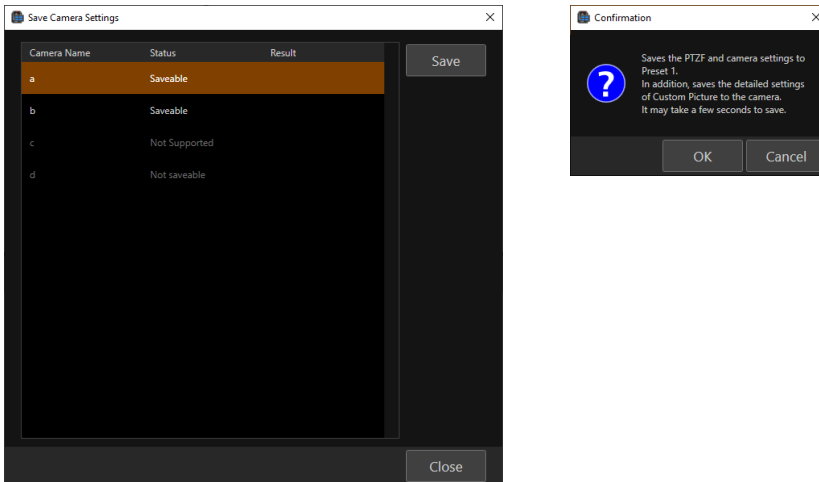 Save Camera Settings
Camera Name Status Result
a Saveable
b Saveable
c Not Supported
d Not saveable
Save
Close
Confirmation
Saves the PTZF and camera settings to
Preset 1.
In addition, saves the detailed settings
of Custom Picture to the camera.
It may take a few seconds to save.
OK Cancel